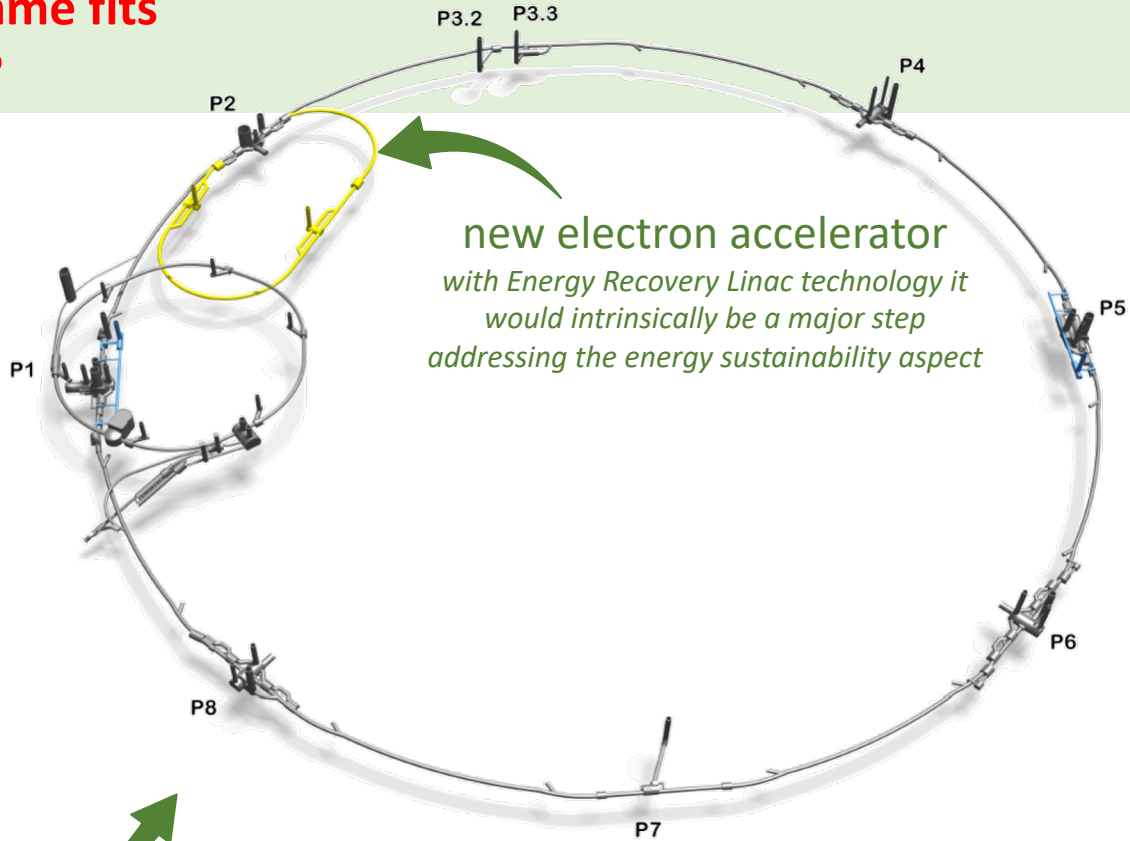 fits
P3.2
P3.3
P4
P2
new electron accelerator
with Energy Recovery Linac technology it
would intrinsically be a major step
addressing the energy sustainability aspect
P5
P1
P6
P8
P7